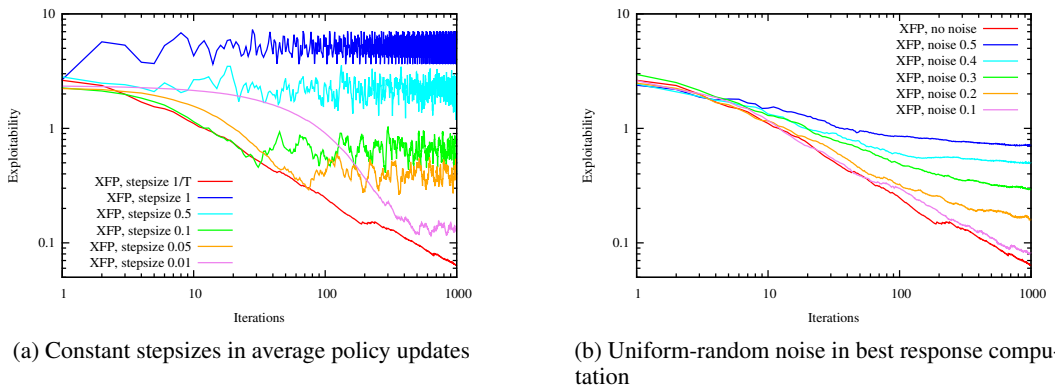 10
1
0.1
1
10
100
1000
Exploitability
Iterations
XFP, stepsize 1/T
XFP, stepsize 1
XFP, stepsize 0.5
XFP, stepsize 0.1
XFP, stepsize 0.05
XFP, stepsize 0.01
(a) Constant stepsizes in average policy updates
10
1
0.1
1
10
100
1000
Exploitability
Iterations
XFP, no noise
XFP, noise 0.5
XFP, noise 0.4
XFP, noise 0.3
XFP, noise 0.2
XFP, noise 0.1
(b) Uniform-random noise in best response compu-
tation